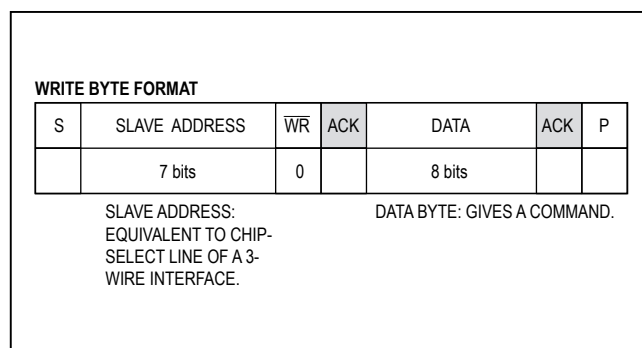 WRITE BYTE FORMAT
S SLAVE ADDRESS W̅R̅ ACK DATA ACK P
7 bits 0 8 bits
SLAVE ADDRESS:
EQUIVALENT TO CHIP-
SELECT LINE OF A 3-
WIRE INTERFACE.
DATA BYTE: GIVES A COMMAND.